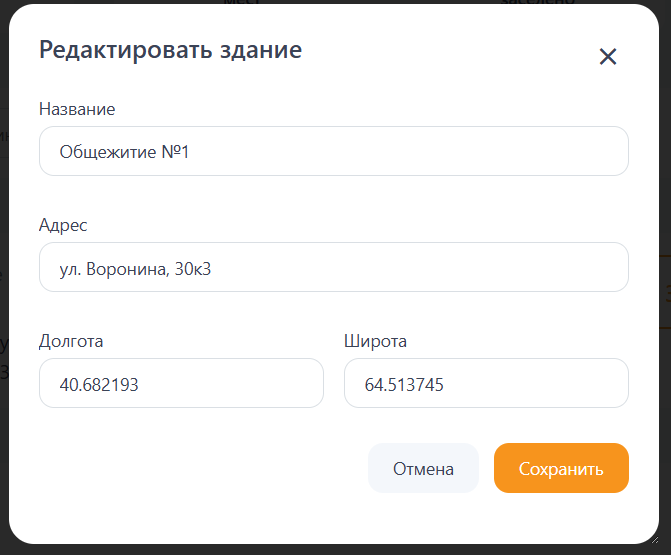 Редактировать здание
Название
Общежитие №1
Адрес
ул. Воронина, 30к3
Долгота Широта
40.682193 64.513745
Отмена Сохранить